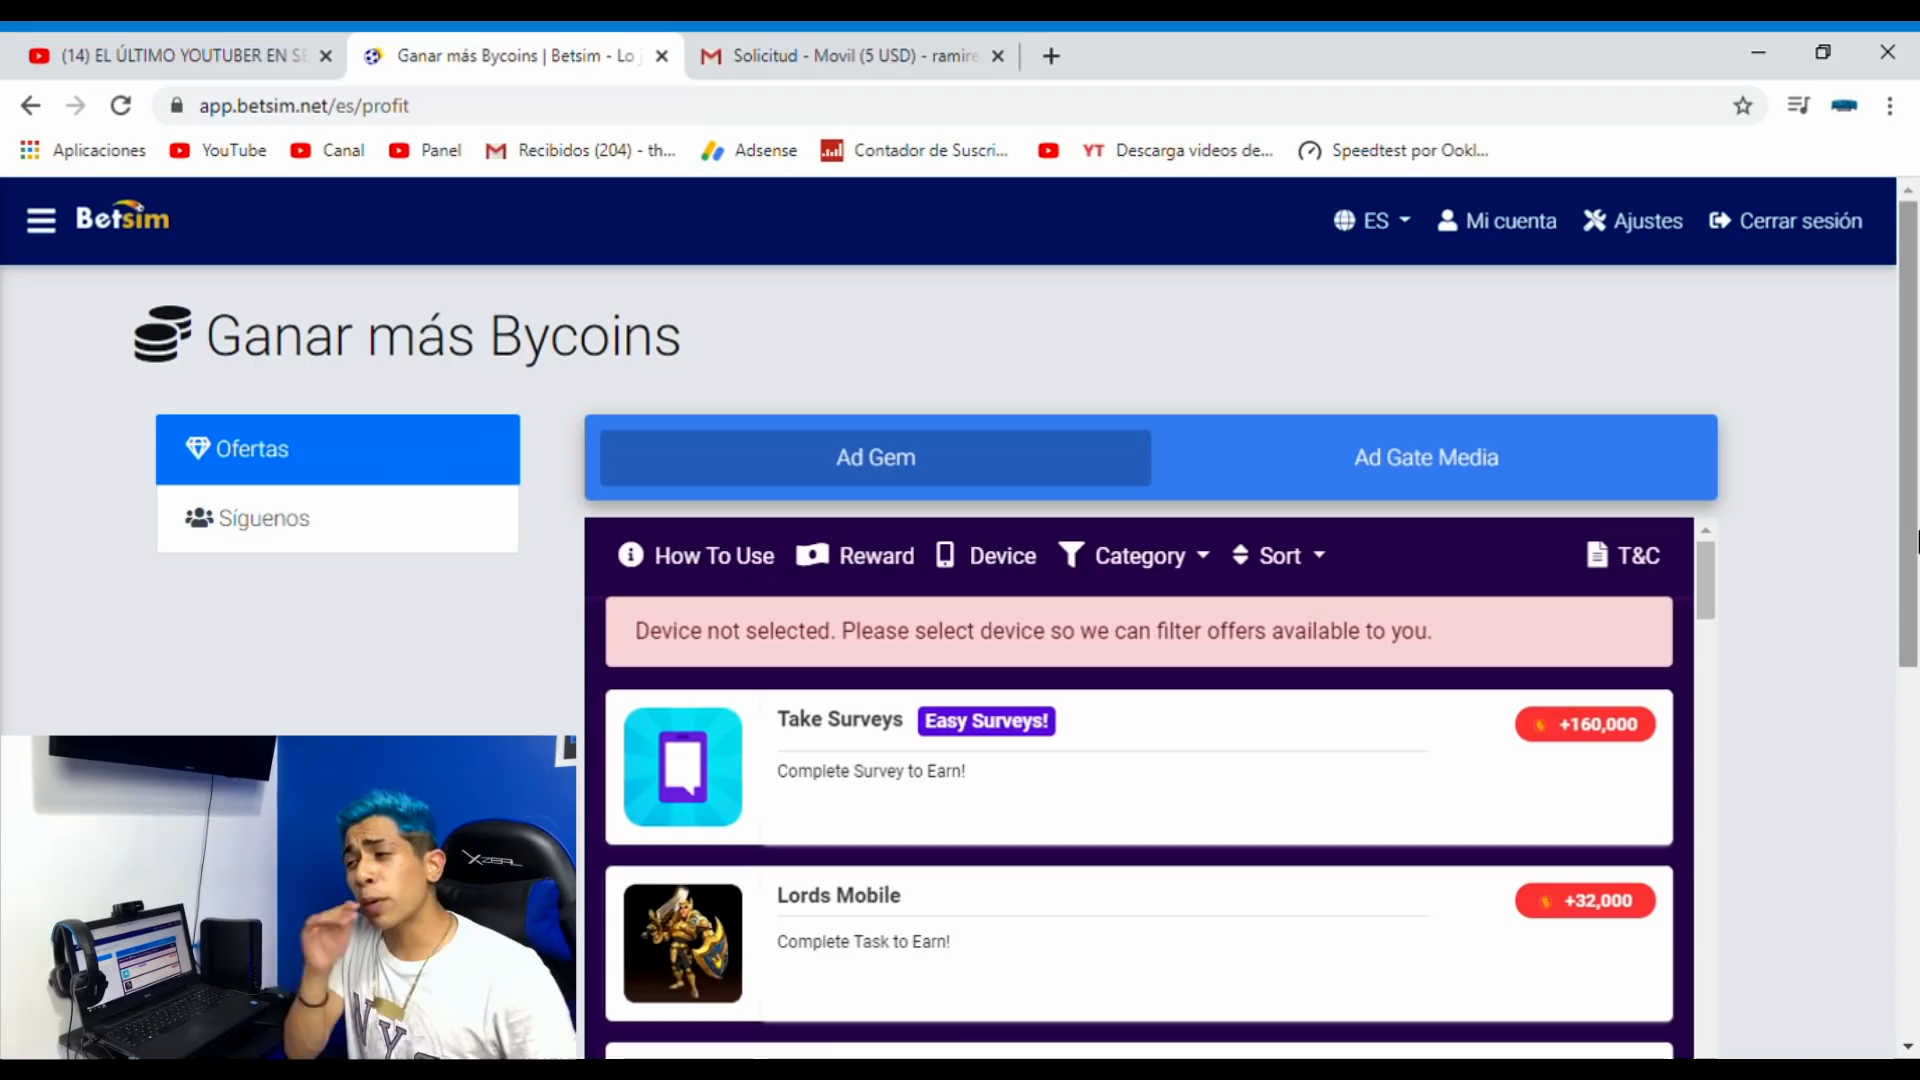 (14) EL ÚLTIMO YOUTUBER EN SE
Ganar más Bycoins | Betsim - Lo j
Solicitud - Movil (5 USD) - ramire
app.betsim.net/es/profit
Aplicaciones YouTube Canal Panel Recibidos (204) - th... Adsense Contador de Suscri... YT Descarga videos de... Speedtest por Ookl...
Betsim ES Mi cuenta Ajustes Cerrar sesión
Ganar más Bycoins
Ofertas
Síguenos
Ad Gem Ad Gate Media
How To Use Reward Device Category Sort T&C
Device not selected. Please select device so we can filter offers available to you.
Take Surveys Easy Surveys! +160,000
Complete Survey to Earn!
Lords Mobile +32,000
Complete Task to Earn!
XZEAL